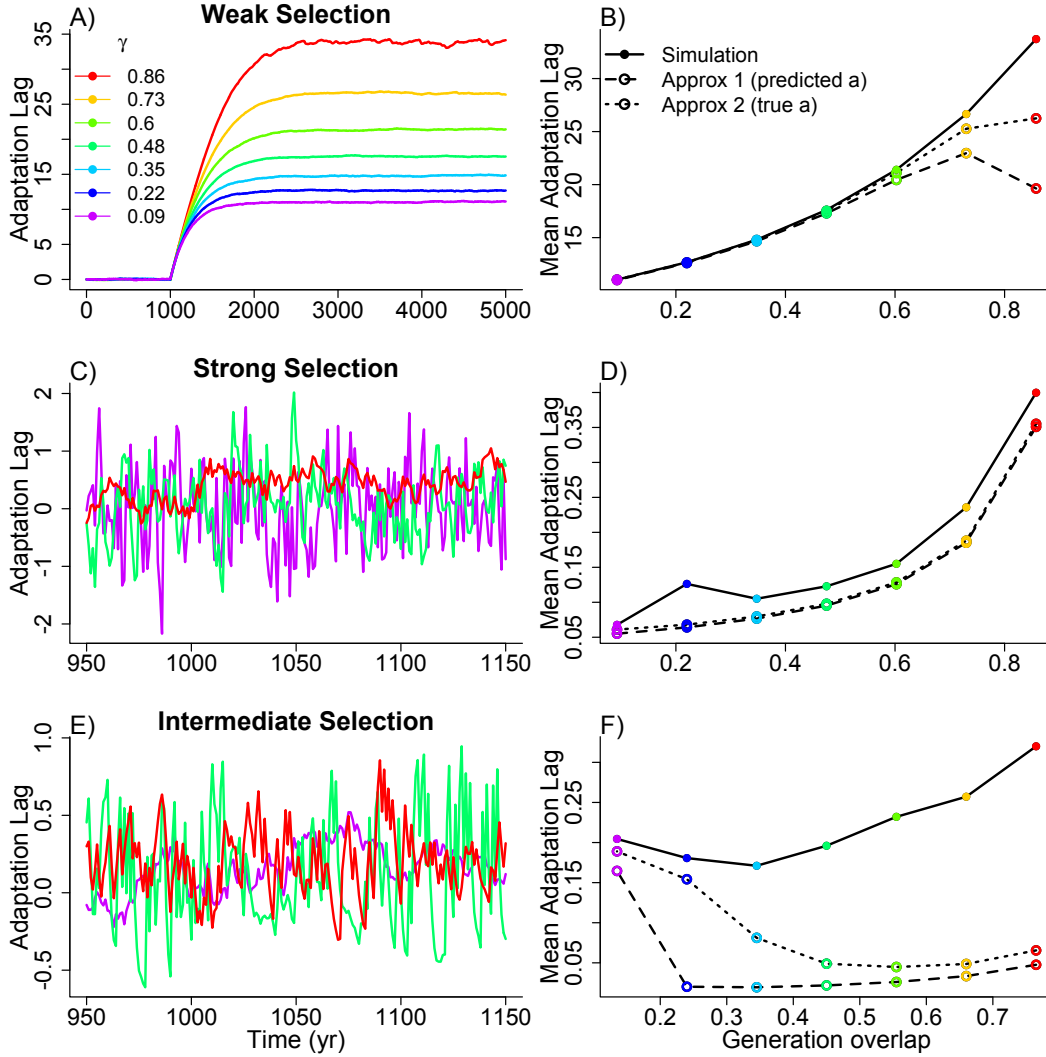 A) Weak Selection
Adaptation Lag
0 5 15 25 35
γ
0.86
0.73
0.6
0.48
0.35
0.22
0.09
0 1000 2000 3000 4000 5000
B)
Mean Adaptation Lag
15 20 25 30
Simulation
Approx 1 (predicted a)
Approx 2 (true a)
0.2 0.4 0.6 0.8
C) Strong Selection
Adaptation Lag
-2 -1 0 1 2
950 1000 1050 1100 1150
D)
Mean Adaptation Lag
0.05 0.15 0.25 0.35
0.2 0.4 0.6 0.8
E) Intermediate Selection
Adaptation Lag
-0.5 0.0 0.5 1.0
950 1000 1050 1100 1150
Time (yr)
F)
Mean Adaptation Lag
0.05 0.15 0.25
0.2 0.3 0.4 0.5 0.6 0.7
Generation overlap